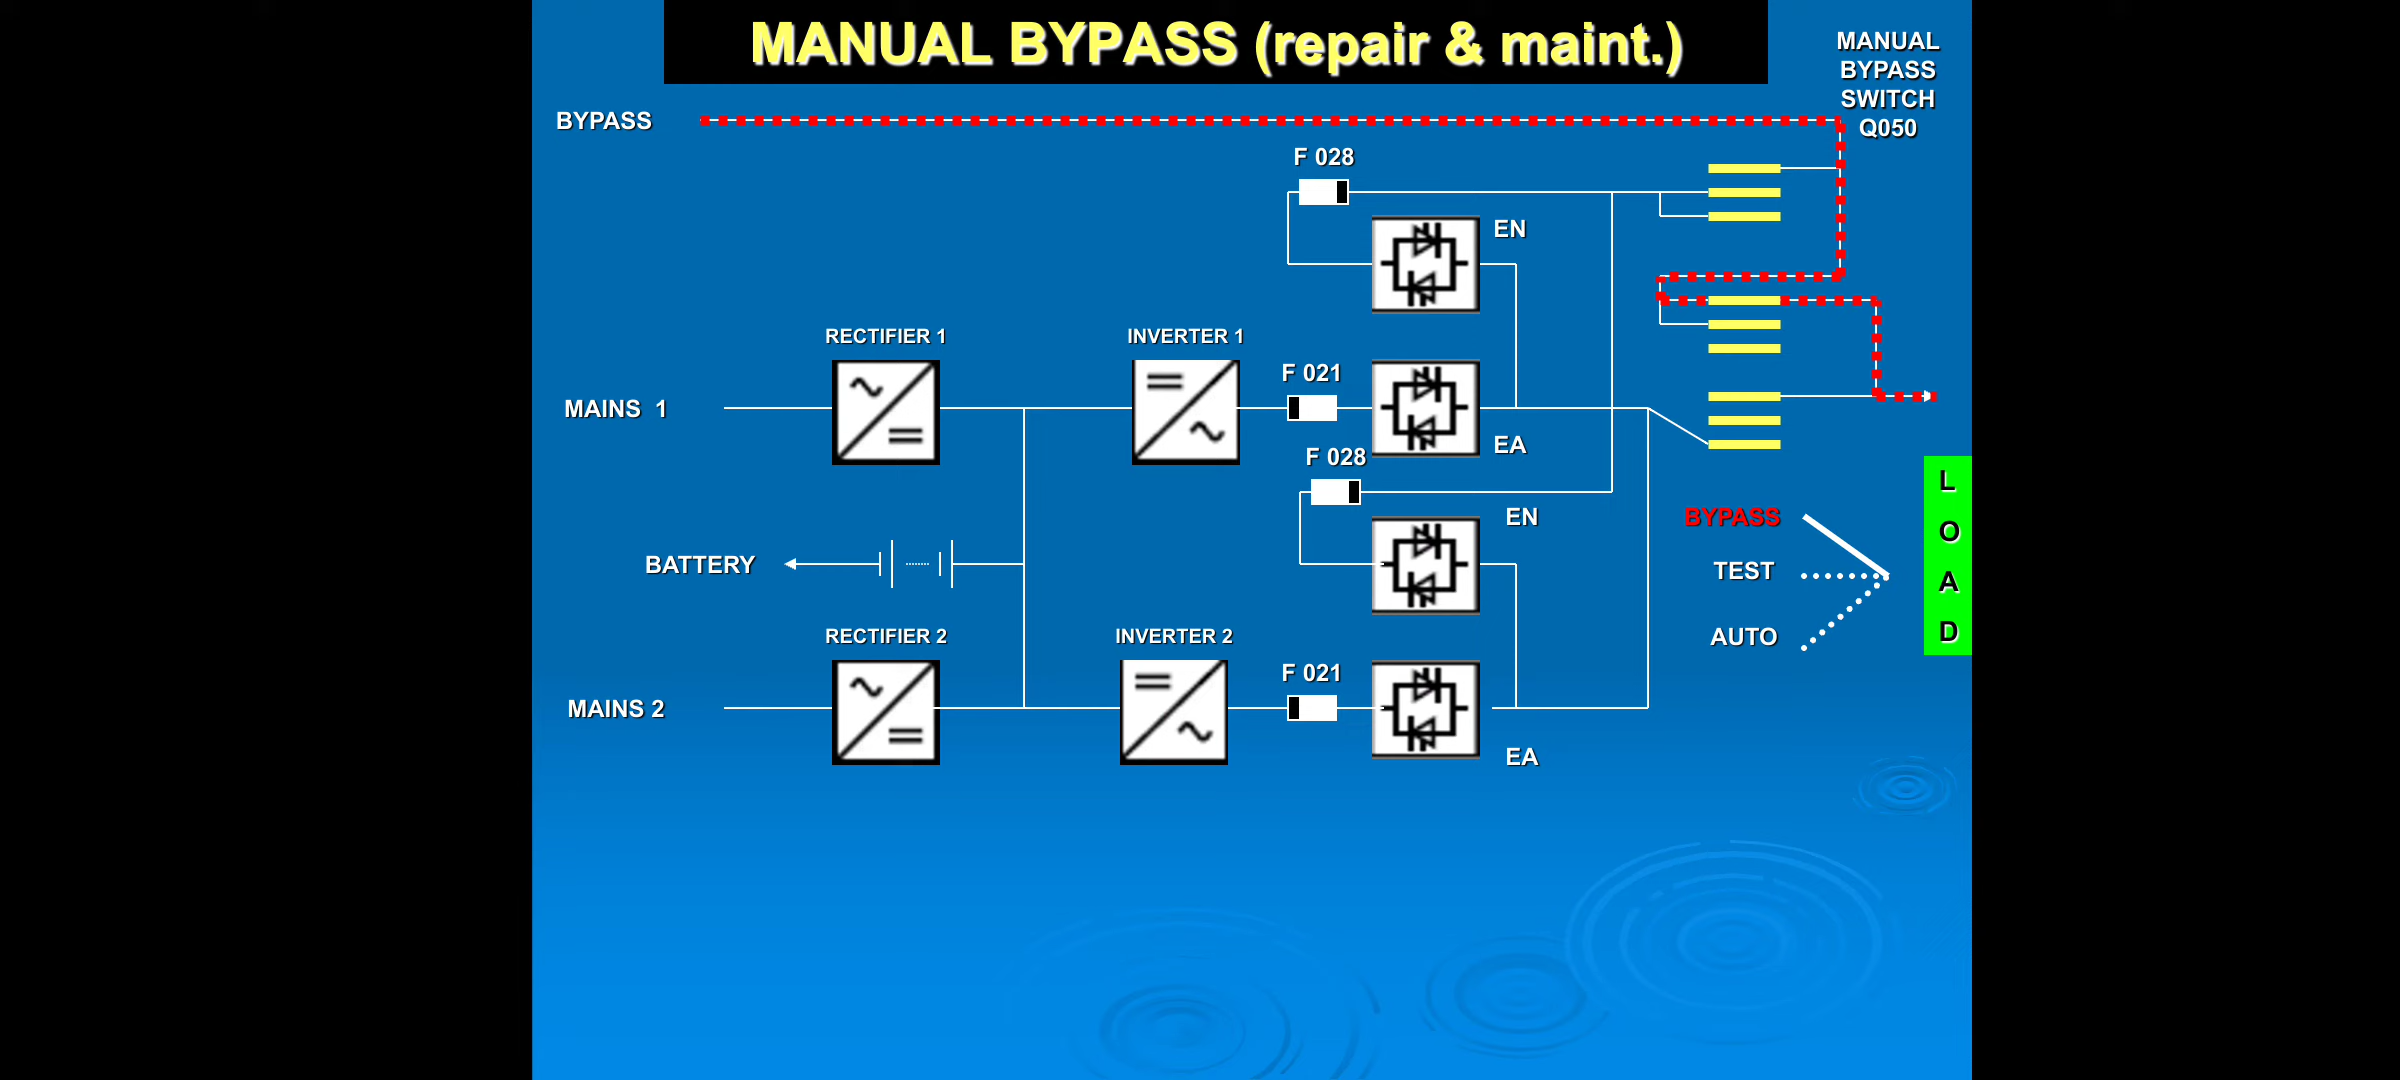 MANUAL BYPASS (repair & maint.)
MANUAL
BYPASS
SWITCH
Q050
BYPASS
F 028
EN
RECTIFIER 1
INVERTER 1
F 021
MAINS 1
EA
F 028
EN
BYPASS
TEST
AUTO
L
O
A
D
BATTERY
RECTIFIER 2
INVERTER 2
F 021
MAINS 2
EA